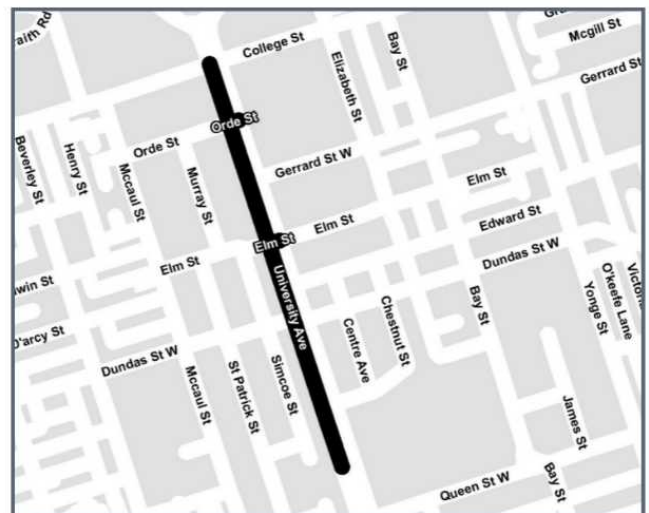 College St
Bay St
Elizabeth St
Mcgill St
Gerrard St
Orde St
Orde St
Beverley St
Henry St
Mccaul St
Murray St
Gerrard St W
Elm St
Elm St
Elm St
Elm St
Edward St
Dundas St W
University Ave
Chestnut St
Centre Ave
Bay St
Yonge St
O'keefe Lane
D'arcy St
Dundas St W
Mccaul St
St Patrick St
Simcoe St
James St
Queen St W
Bay St